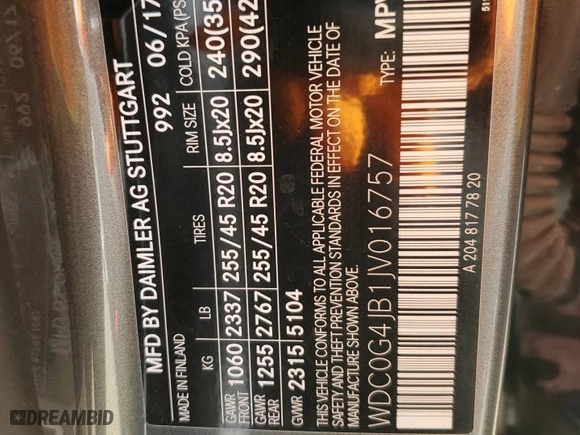 MFD BY DAIMLER AG STUTTGART
MADE IN FINLAND 992 06/17
KG LB TIRES RIM SIZE COLD KPA(PS
GAWR FRONT 1060 2337 255/45 R20 8.5Jx20 240(35
GAWR REAR 1255 2767 255/45 R20 8.5Jx20 290(42
GVWR 2315 5104
THIS VEHICLE CONFORMS TO ALL APPLICABLE FEDERAL MOTOR VEHICLE
SAFETY AND THEFT PREVENTION STANDARDS IN EFFECT ON THE DATE OF
MANUFACTURE SHOWN ABOVE.
WDC0G4JB1JV016757 MPV
A 204 817 78 20
DREAMBID